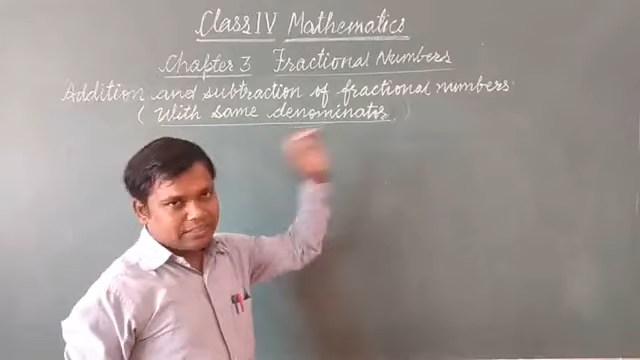 Class IV Mathematics
Chapter 3 Fractional Numbers
Addition and subtraction of fractional numbers.
( With same denominator. )